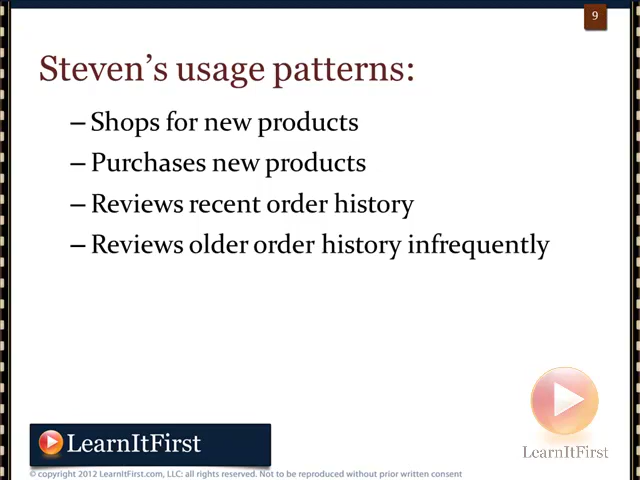 9
Steven's usage patterns:
– Shops for new products
– Purchases new products
– Reviews recent order history
– Reviews older order history infrequently
LearnItFirst
LearnItFirst
© copyright 2012 LearnItFirst.com, LLC: all rights reserved. Not to be reproduced without prior written consent